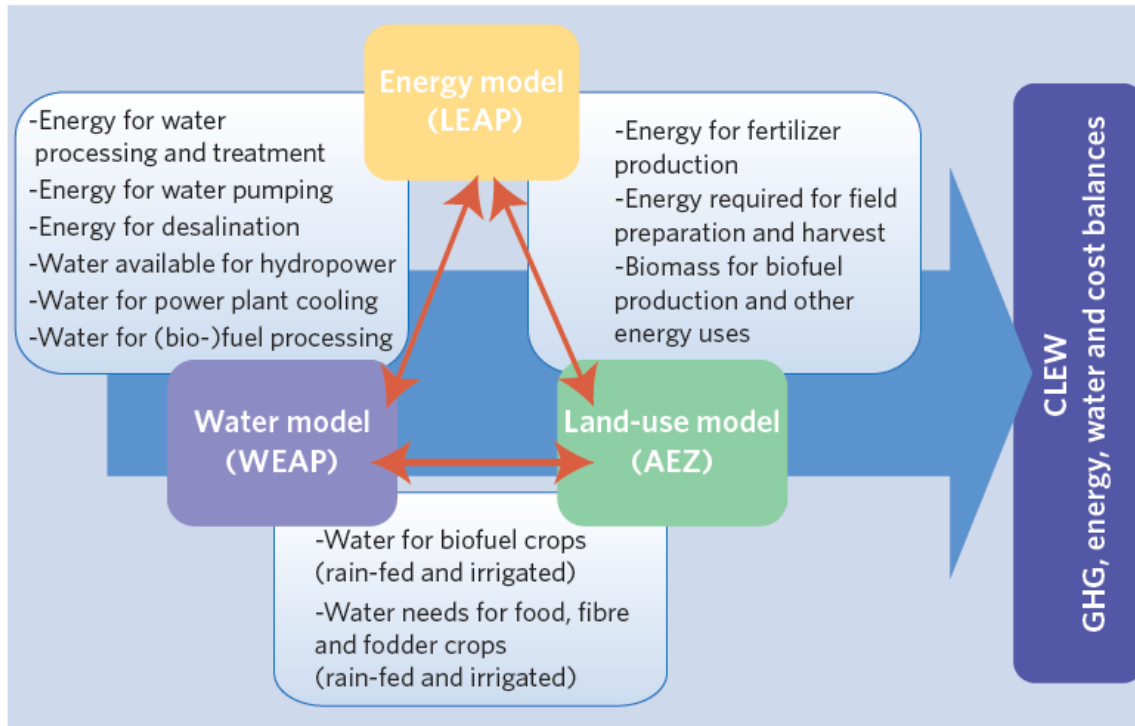 Energy model
(LEAP)
-Energy for water
processing and treatment
-Energy for water pumping
-Energy for desalination
-Water available for hydropower
-Water for power plant cooling
-Water for (bio-)fuel processing
-Energy for fertilizer
production
-Energy required for field
preparation and harvest
-Biomass for biofuel
production and other
energy uses
Water model
(WEAP)
Land-use model
(AEZ)
-Water for biofuel crops
(rain-fed and irrigated)
-Water needs for food, fibre
and fodder crops
(rain-fed and irrigated)
CLEW
GHG, energy, water and cost balances